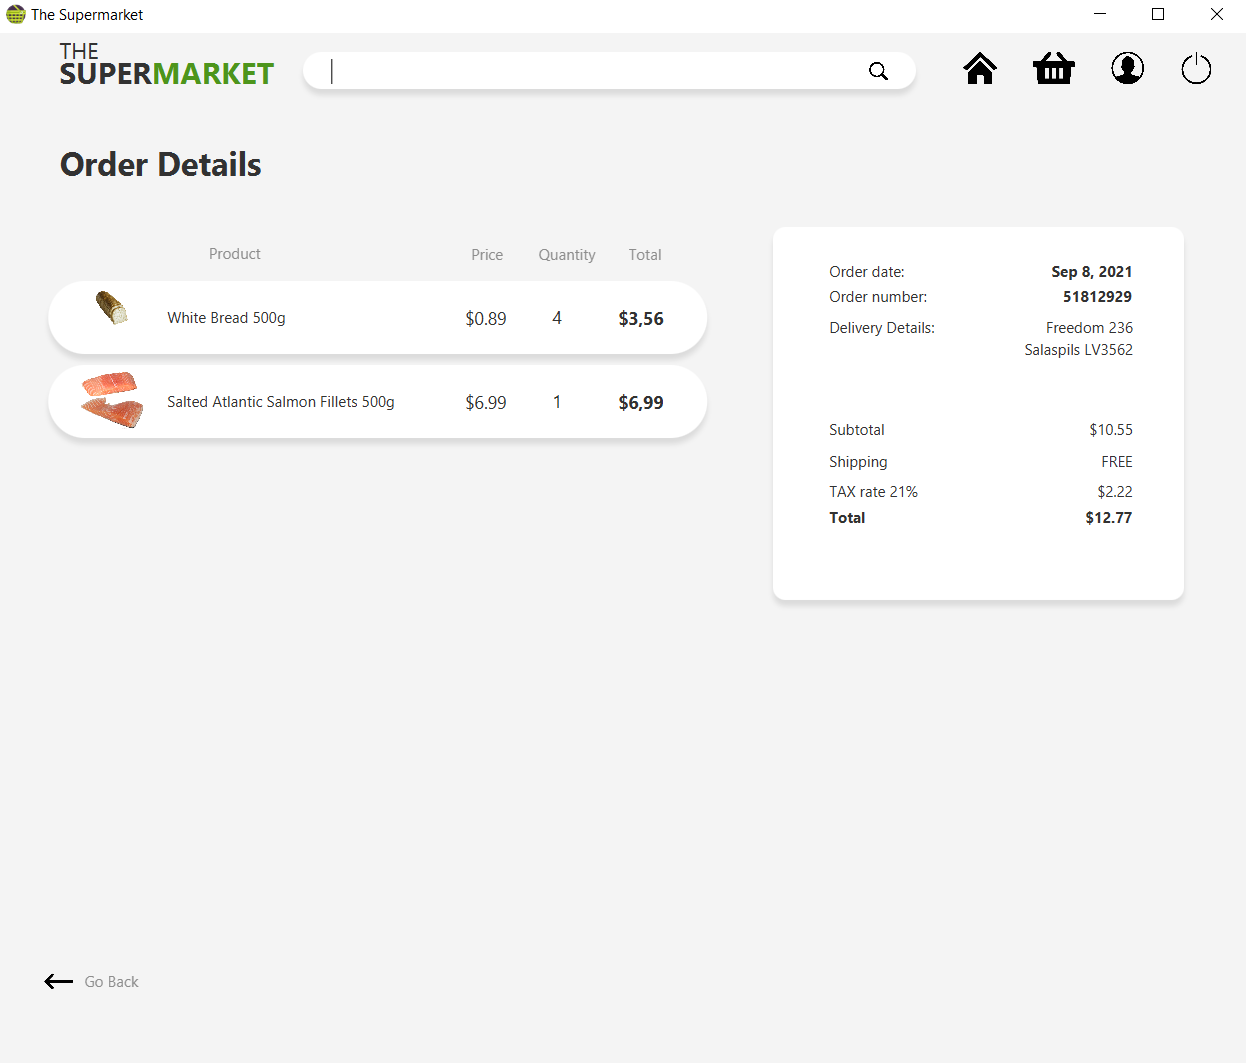 The Supermarket
THE
SUPERMARKET
Order Details
Product Price Quantity Total
White Bread 500g $0.89 4 $3,56
Salted Atlantic Salmon Fillets 500g $6.99 1 $6,99
Order date: Sep 8, 2021
Order number: 51812929
Delivery Details: Freedom 236
Salaspils LV3562
Subtotal $10.55
Shipping FREE
TAX rate 21% $2.22
Total $12.77
Go Back